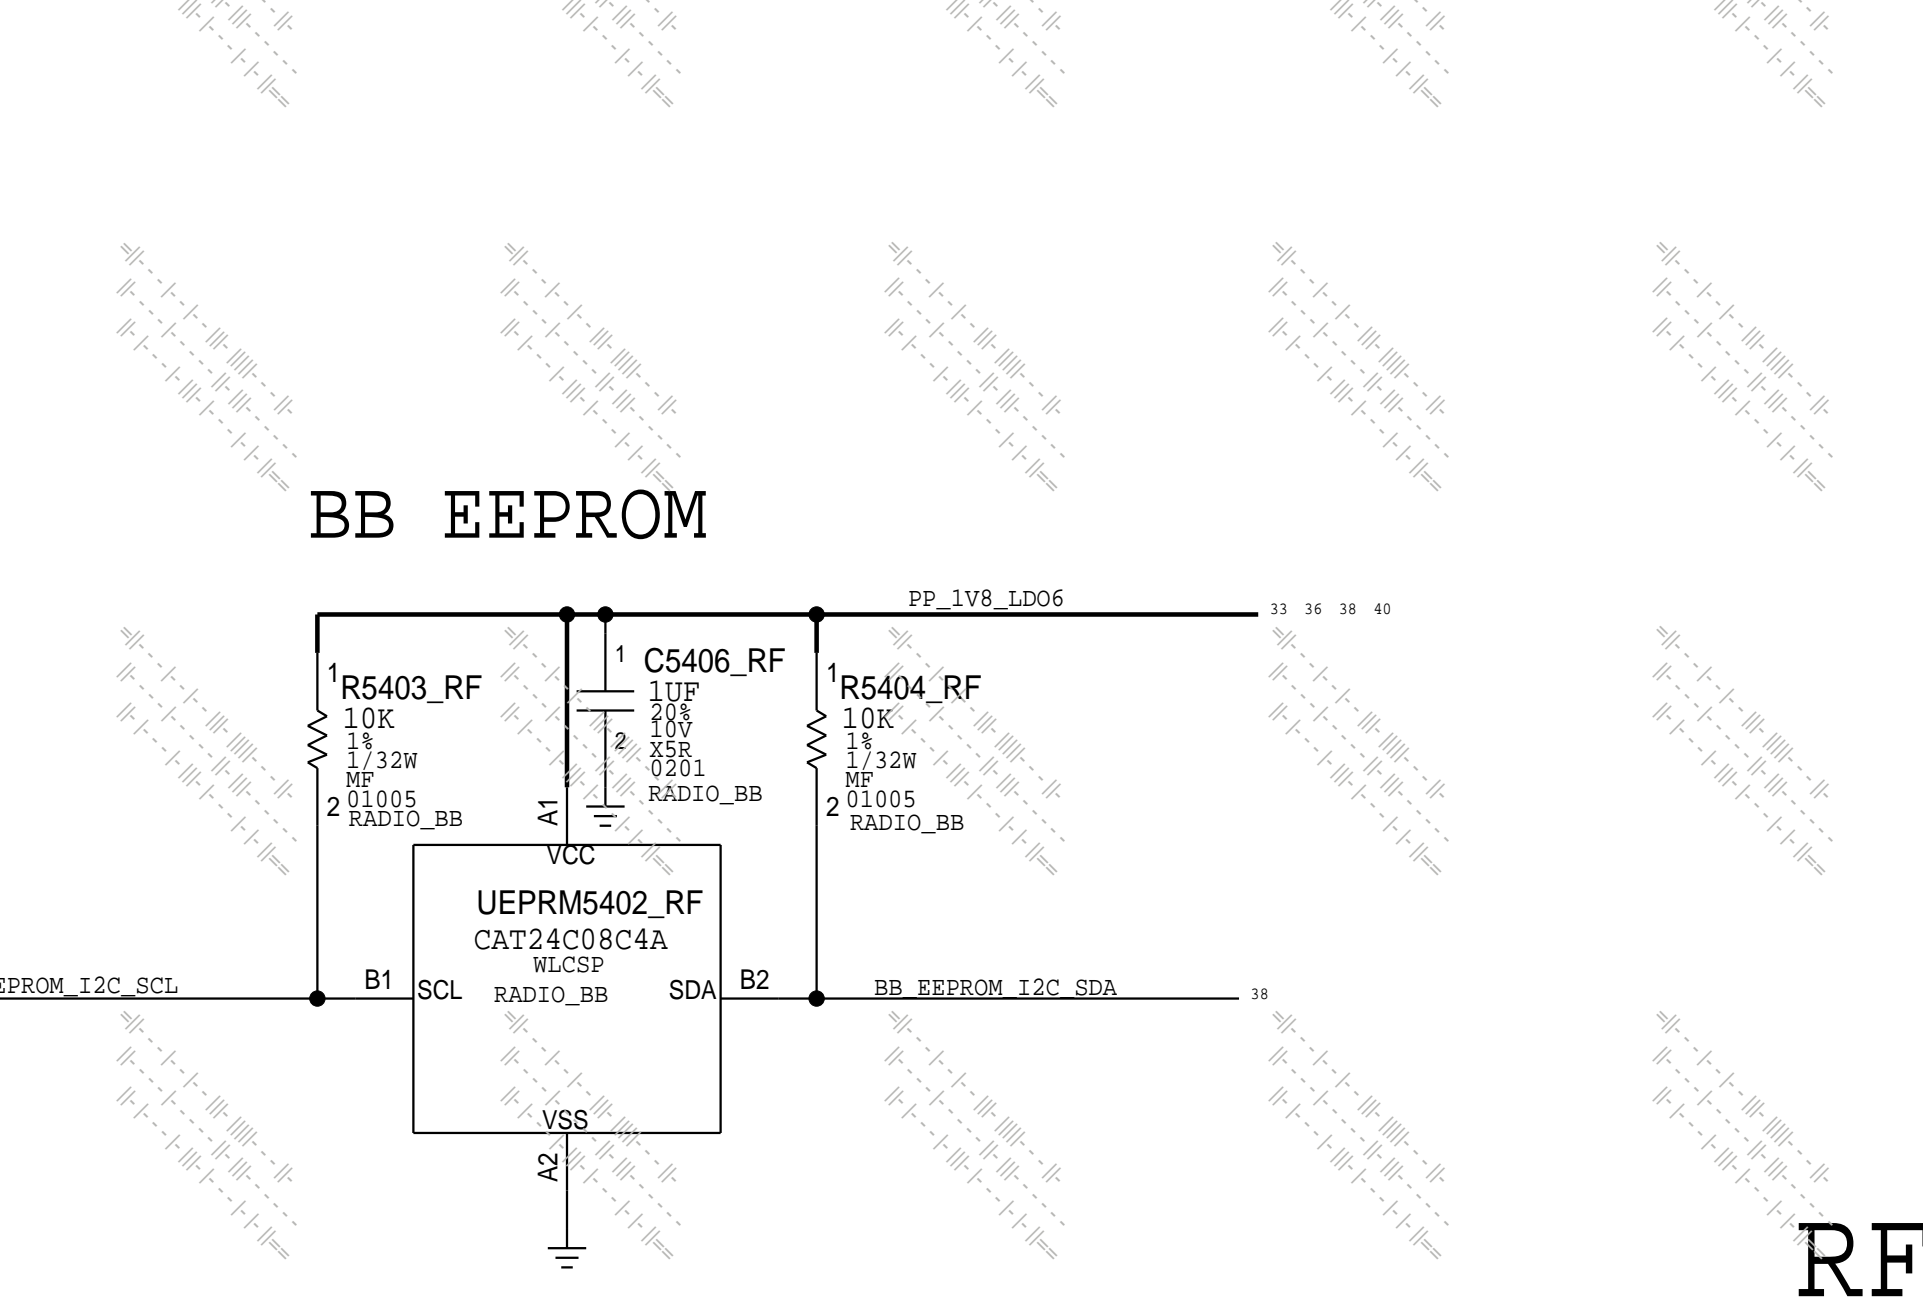 BB EEPROM
PP_1V8_LDO6
33 36 38 40
1
R5403_RF
10K
1%
1/32W
MF
01005
2
RADIO_BB
1
C5406_RF
1UF
20%
10V
2
X5R
0201
RADIO_BB
1
R5404_RF
10K
1%
1/32W
MF
01005
2
RADIO_BB
A1
VCC
UEPRM5402_RF
CAT24C08C4A
WLCSP
RADIO_BB
EPROM_I2C_SCL
B1
SCL
SDA
B2
BB_EEPROM_I2C_SDA
38
VSS
A2
RF